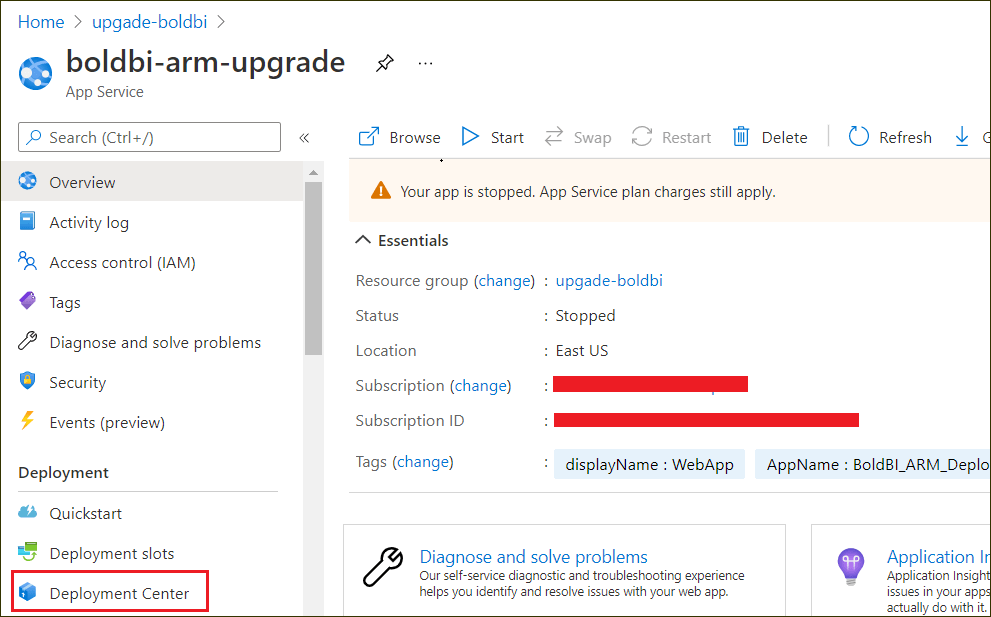 Home > upgade-boldbi >
boldbi-arm-upgrade
App Service
Search (Ctrl+/)
«
Browse Start Swap Restart Delete Refresh
Overview
Activity log
Access control (IAM)
Tags
Diagnose and solve problems
Security
Events (preview)
Deployment
Quickstart
Deployment slots
Deployment Center
Your app is stopped. App Service plan charges still apply.
Essentials
Resource group (change) : upgade-boldbi
Status : Stopped
Location : East US
Subscription (change) :
Subscription ID :
Tags (change) : displayName : WebApp AppName : BoldBI_ARM_Deplo
Diagnose and solve problems
Our self-service diagnostic and troubleshooting experience
helps you identify and resolve issues with your web app.
Application In
Application Insight
issues in your apps
actually do with it.